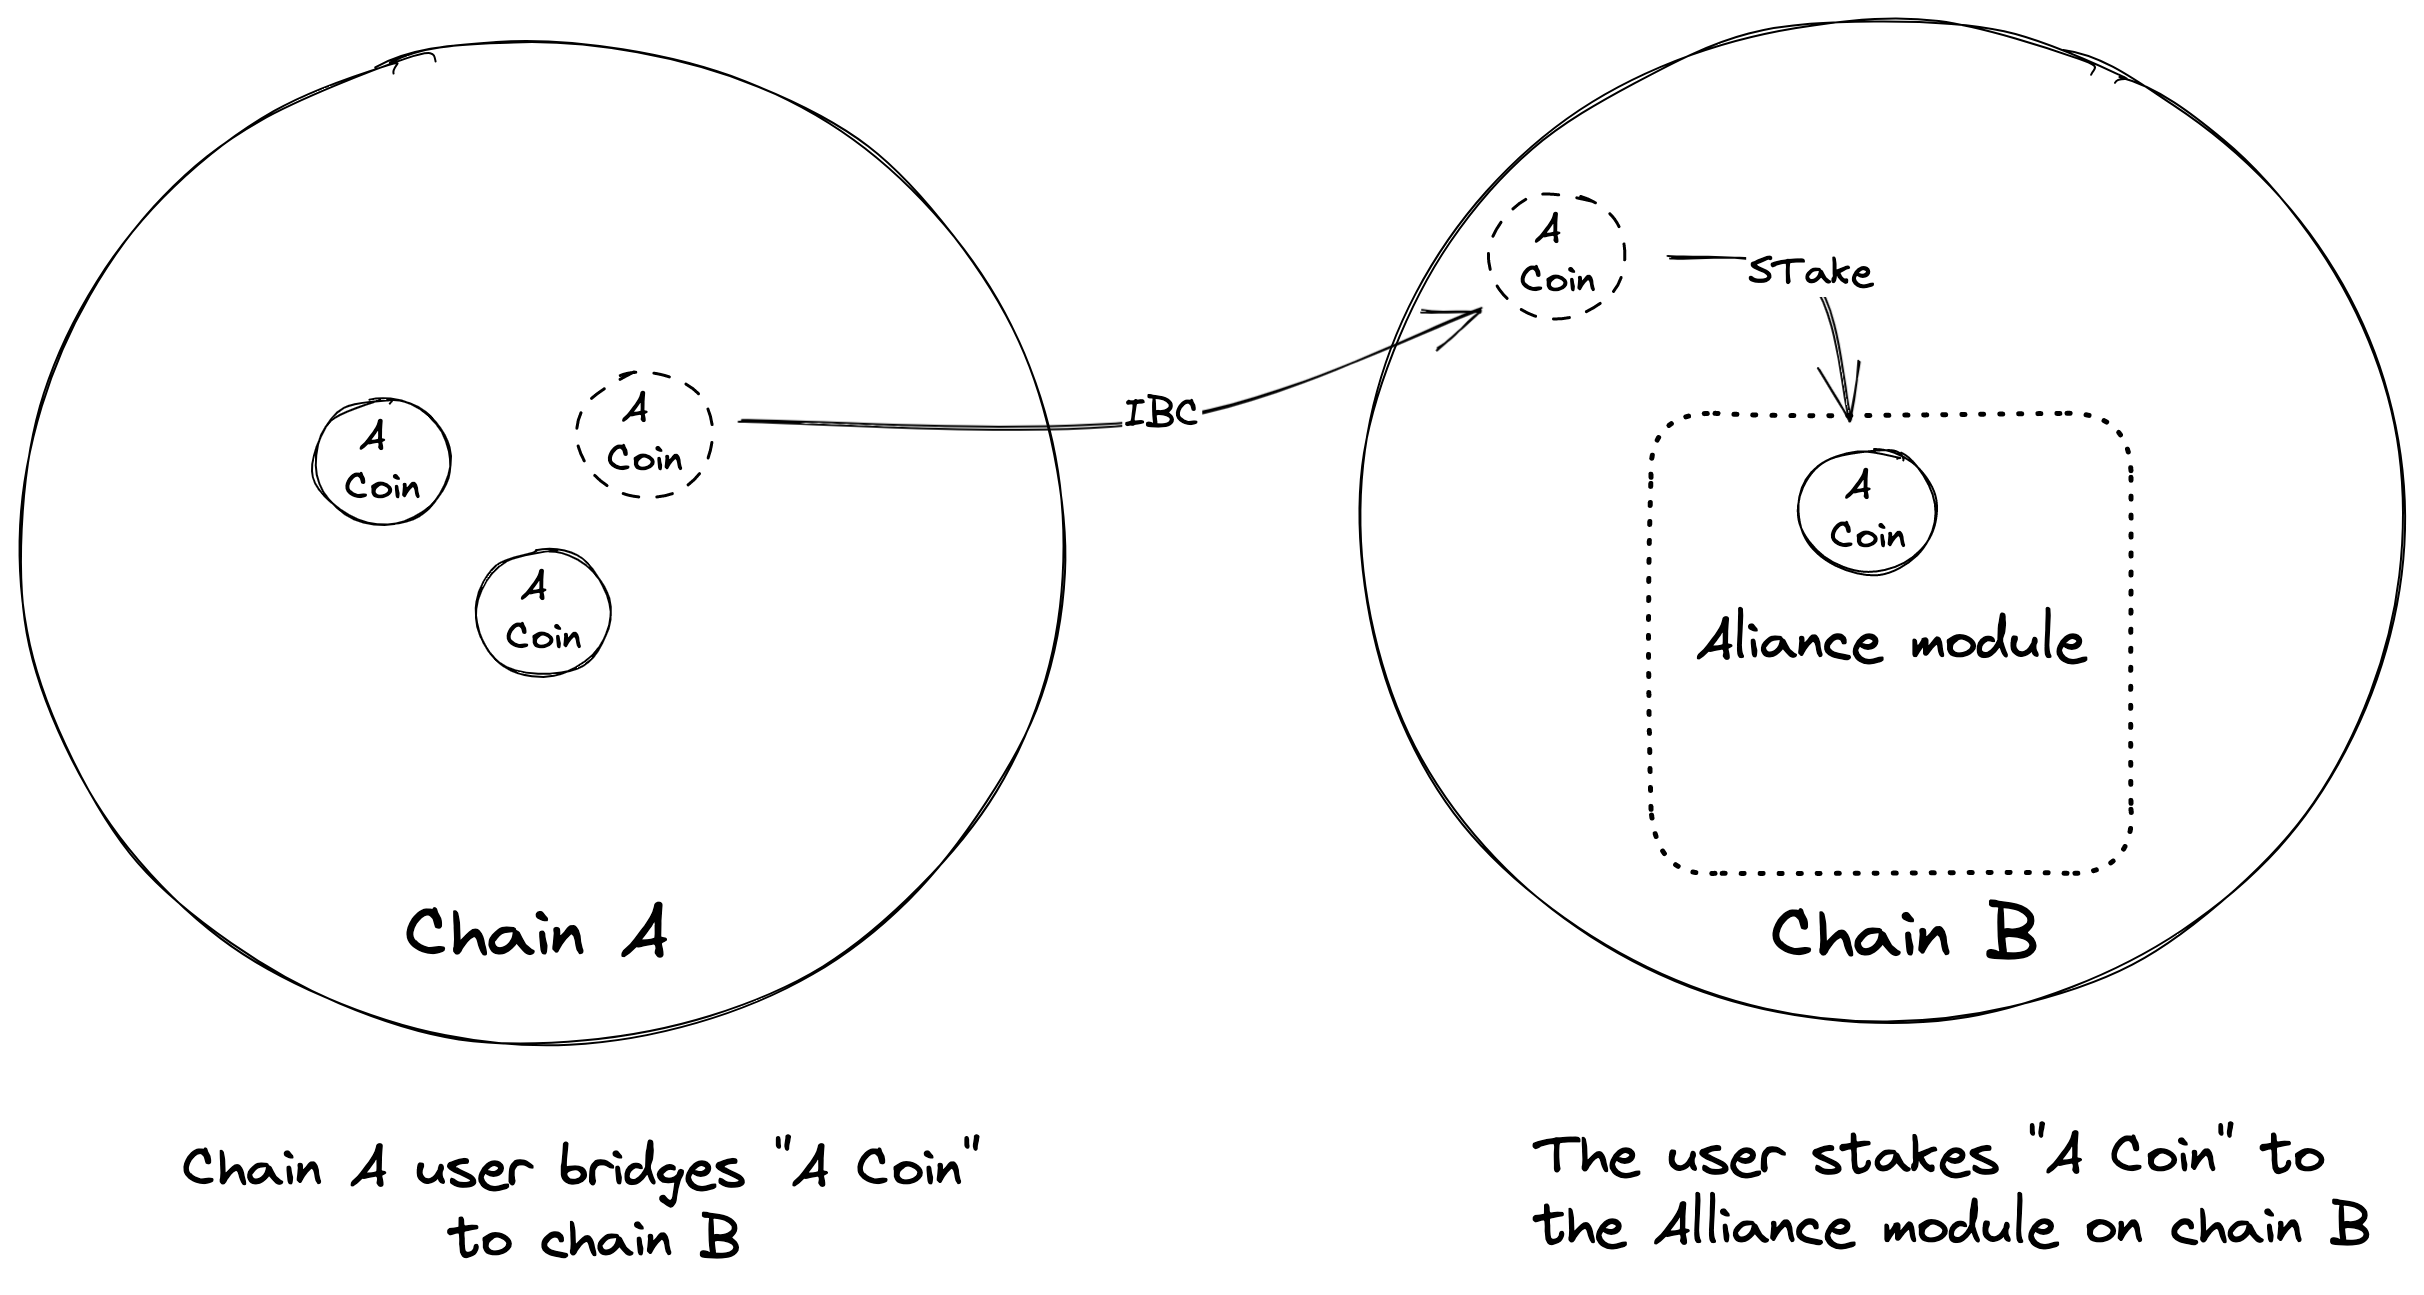 A
Coin
A
Coin
A
Coin
Chain A
IBC
A
Coin
STake
A
Coin
Aliance module
Chain B
Chain A user bridges "A Coin"
to chain B
The user stakes "A Coin" to
the Alliance module on chain B